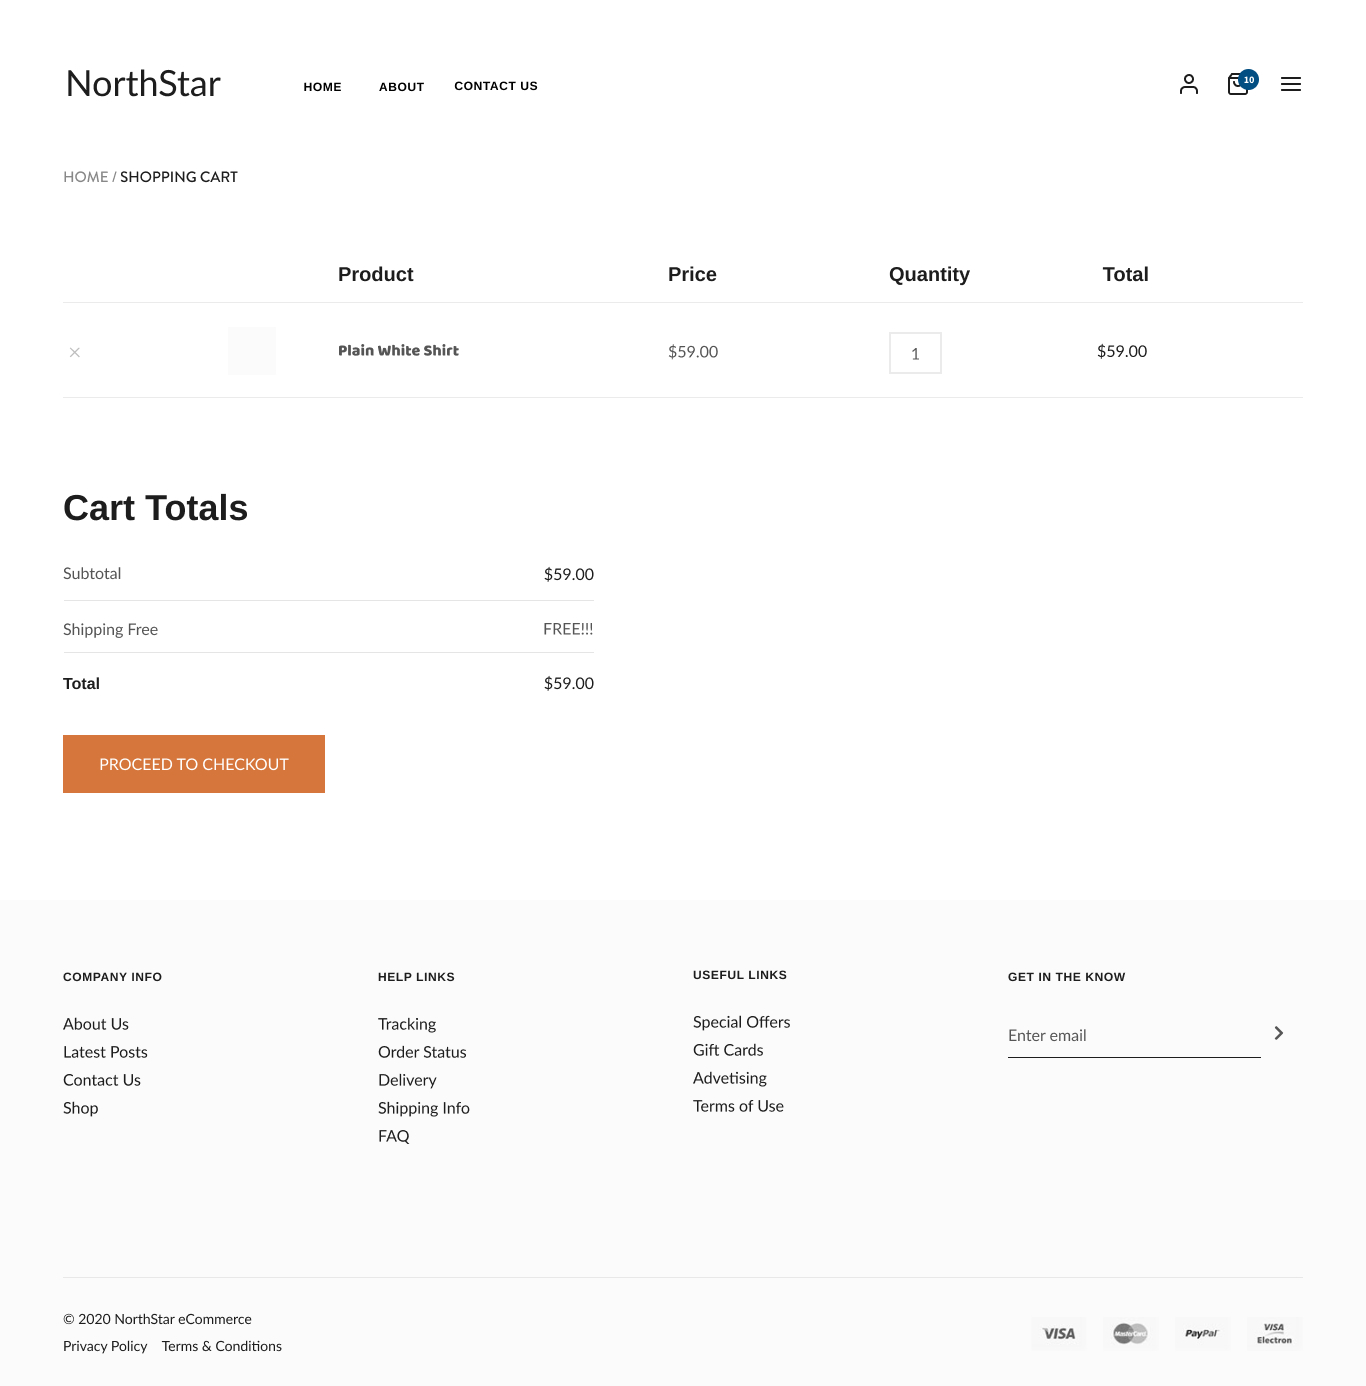 NorthStar HOME ABOUT CONTACT US 10
HOME / SHOPPING CART
Product Price Quantity Total
× Plain White Shirt $59.00 1 $59.00
Cart Totals
Subtotal $59.00
Shipping Free FREE!!!
Total $59.00
PROCEED TO CHECKOUT
COMPANY INFO
About Us
Latest Posts
Contact Us
Shop
HELP LINKS
Tracking
Order Status
Delivery
Shipping Info
FAQ
USEFUL LINKS
Special Offers
Gift Cards
Advetising
Terms of Use
GET IN THE KNOW
Enter email
© 2020 NorthStar eCommerce
Privacy Policy Terms & Conditions
VISA MasterCard PayPal VISA
Electron